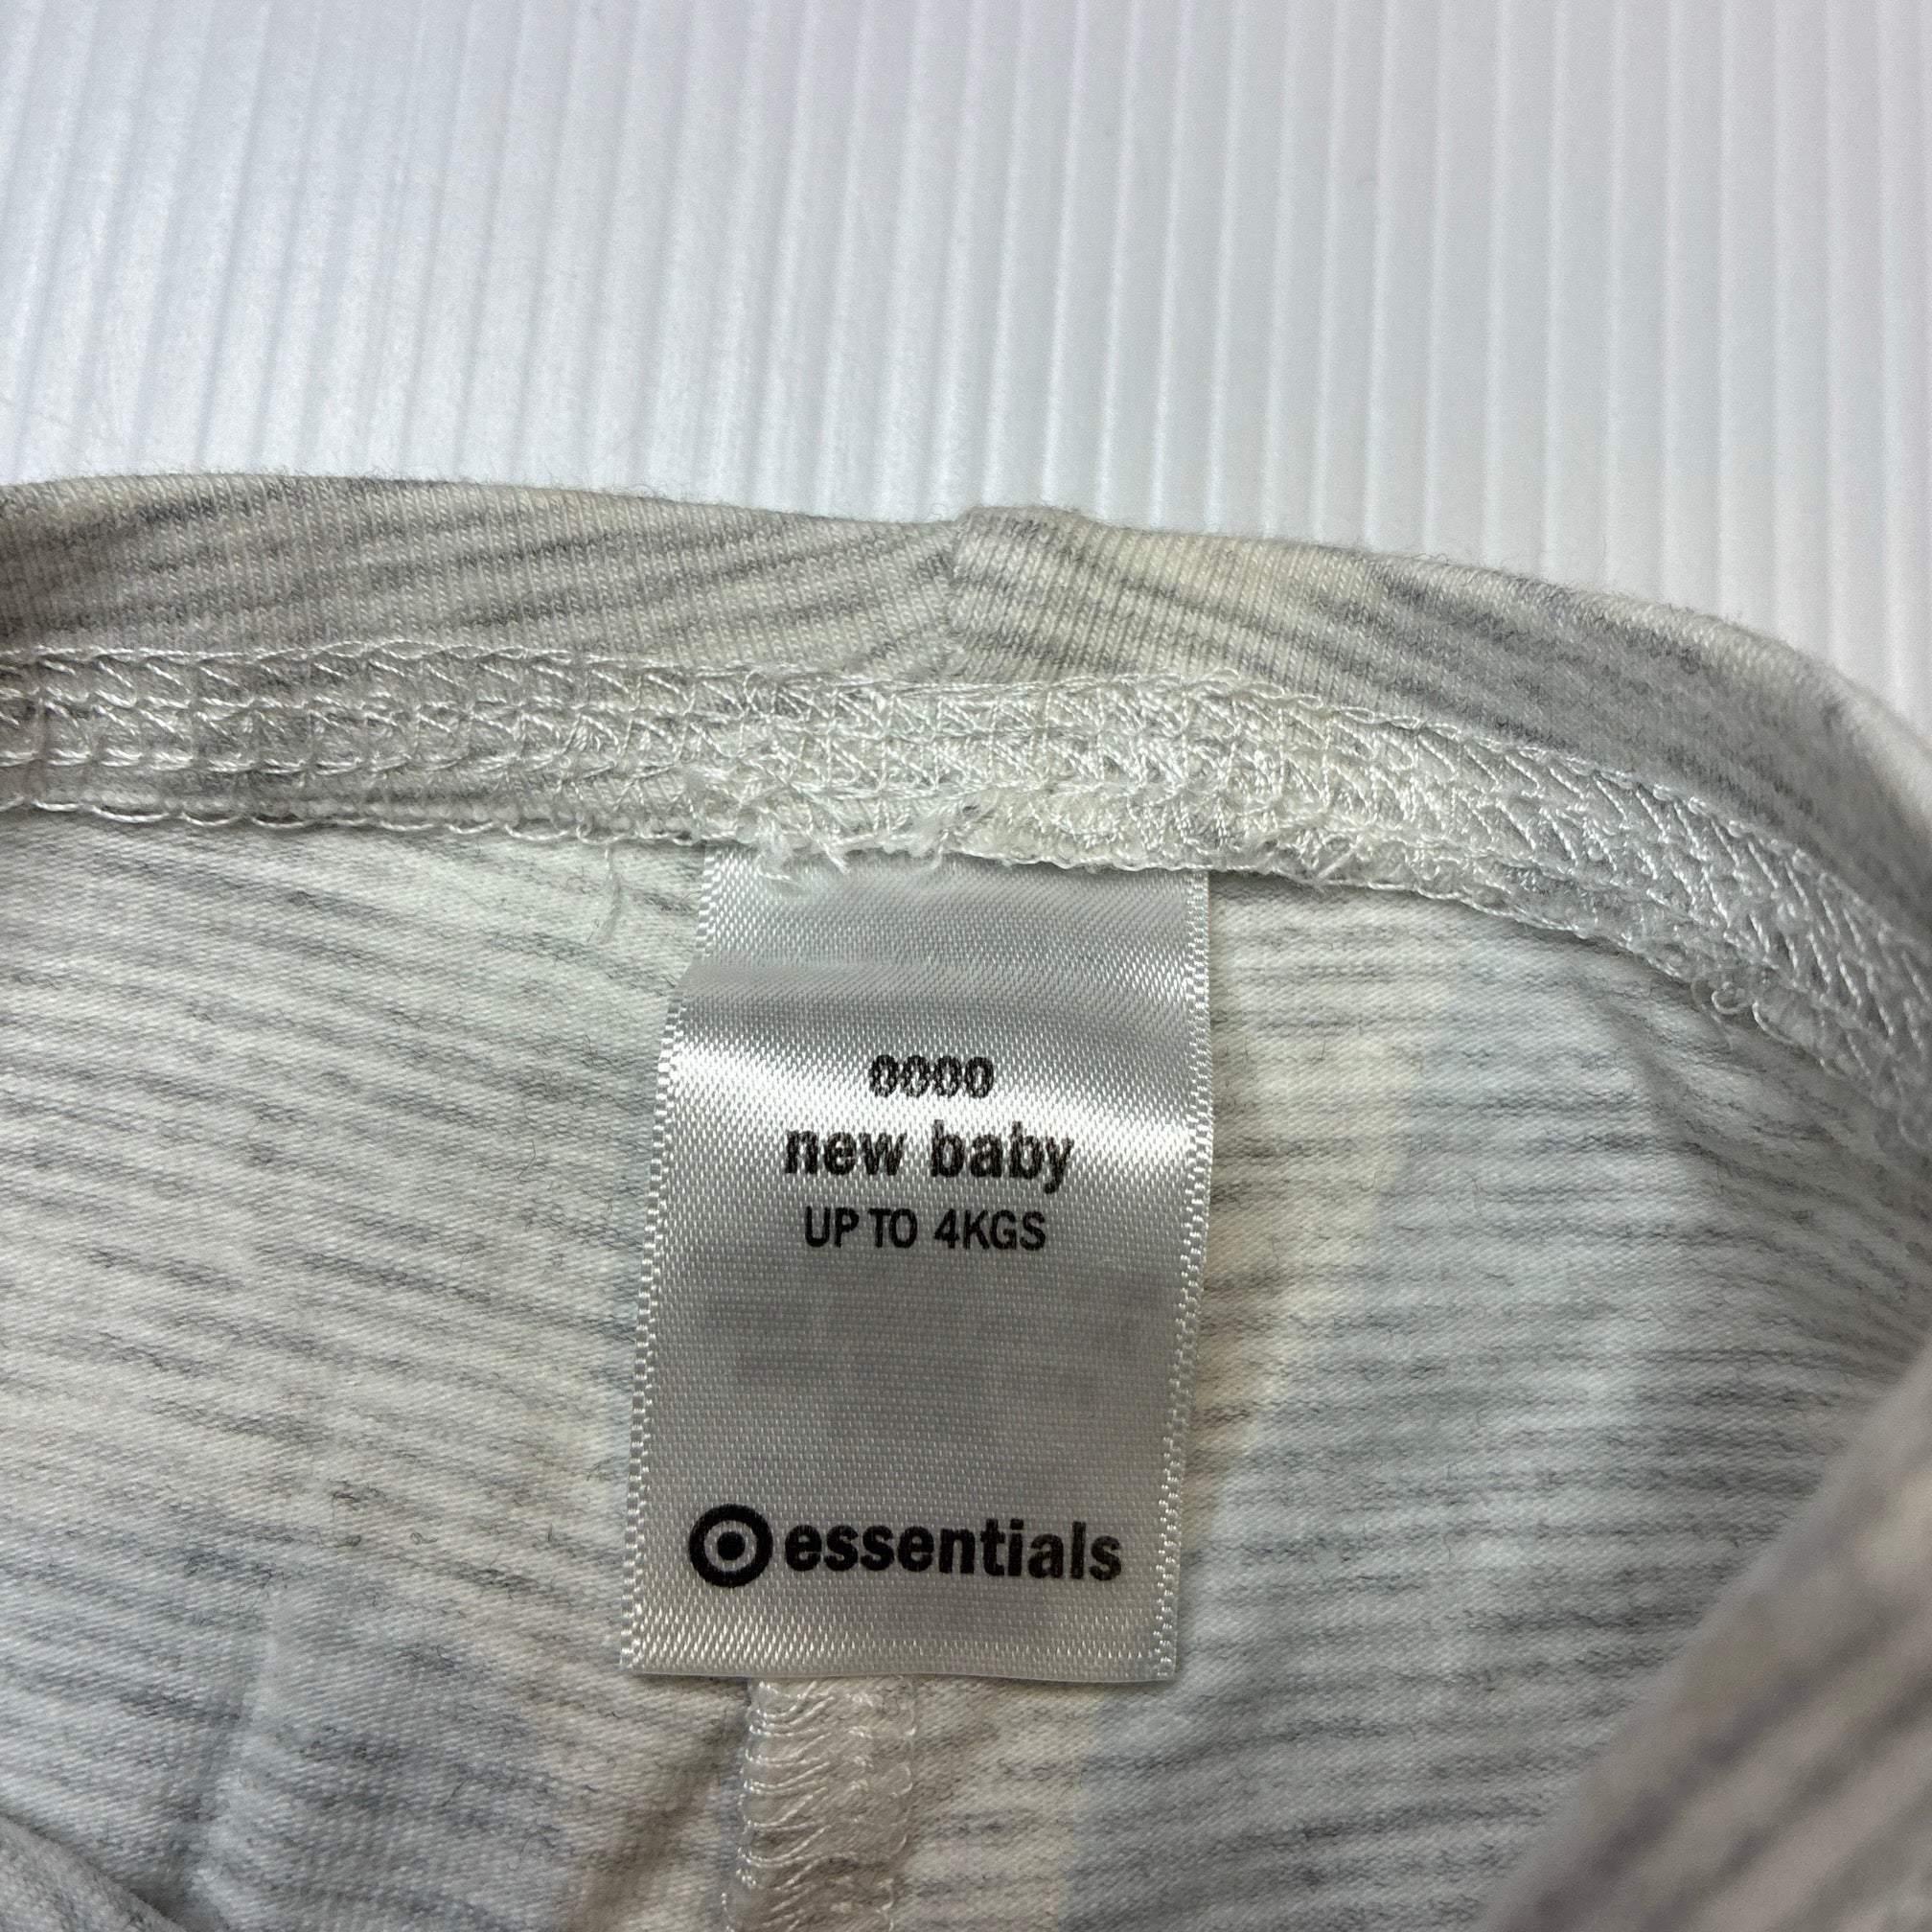 0000
new baby
UP TO 4KGS
essentials